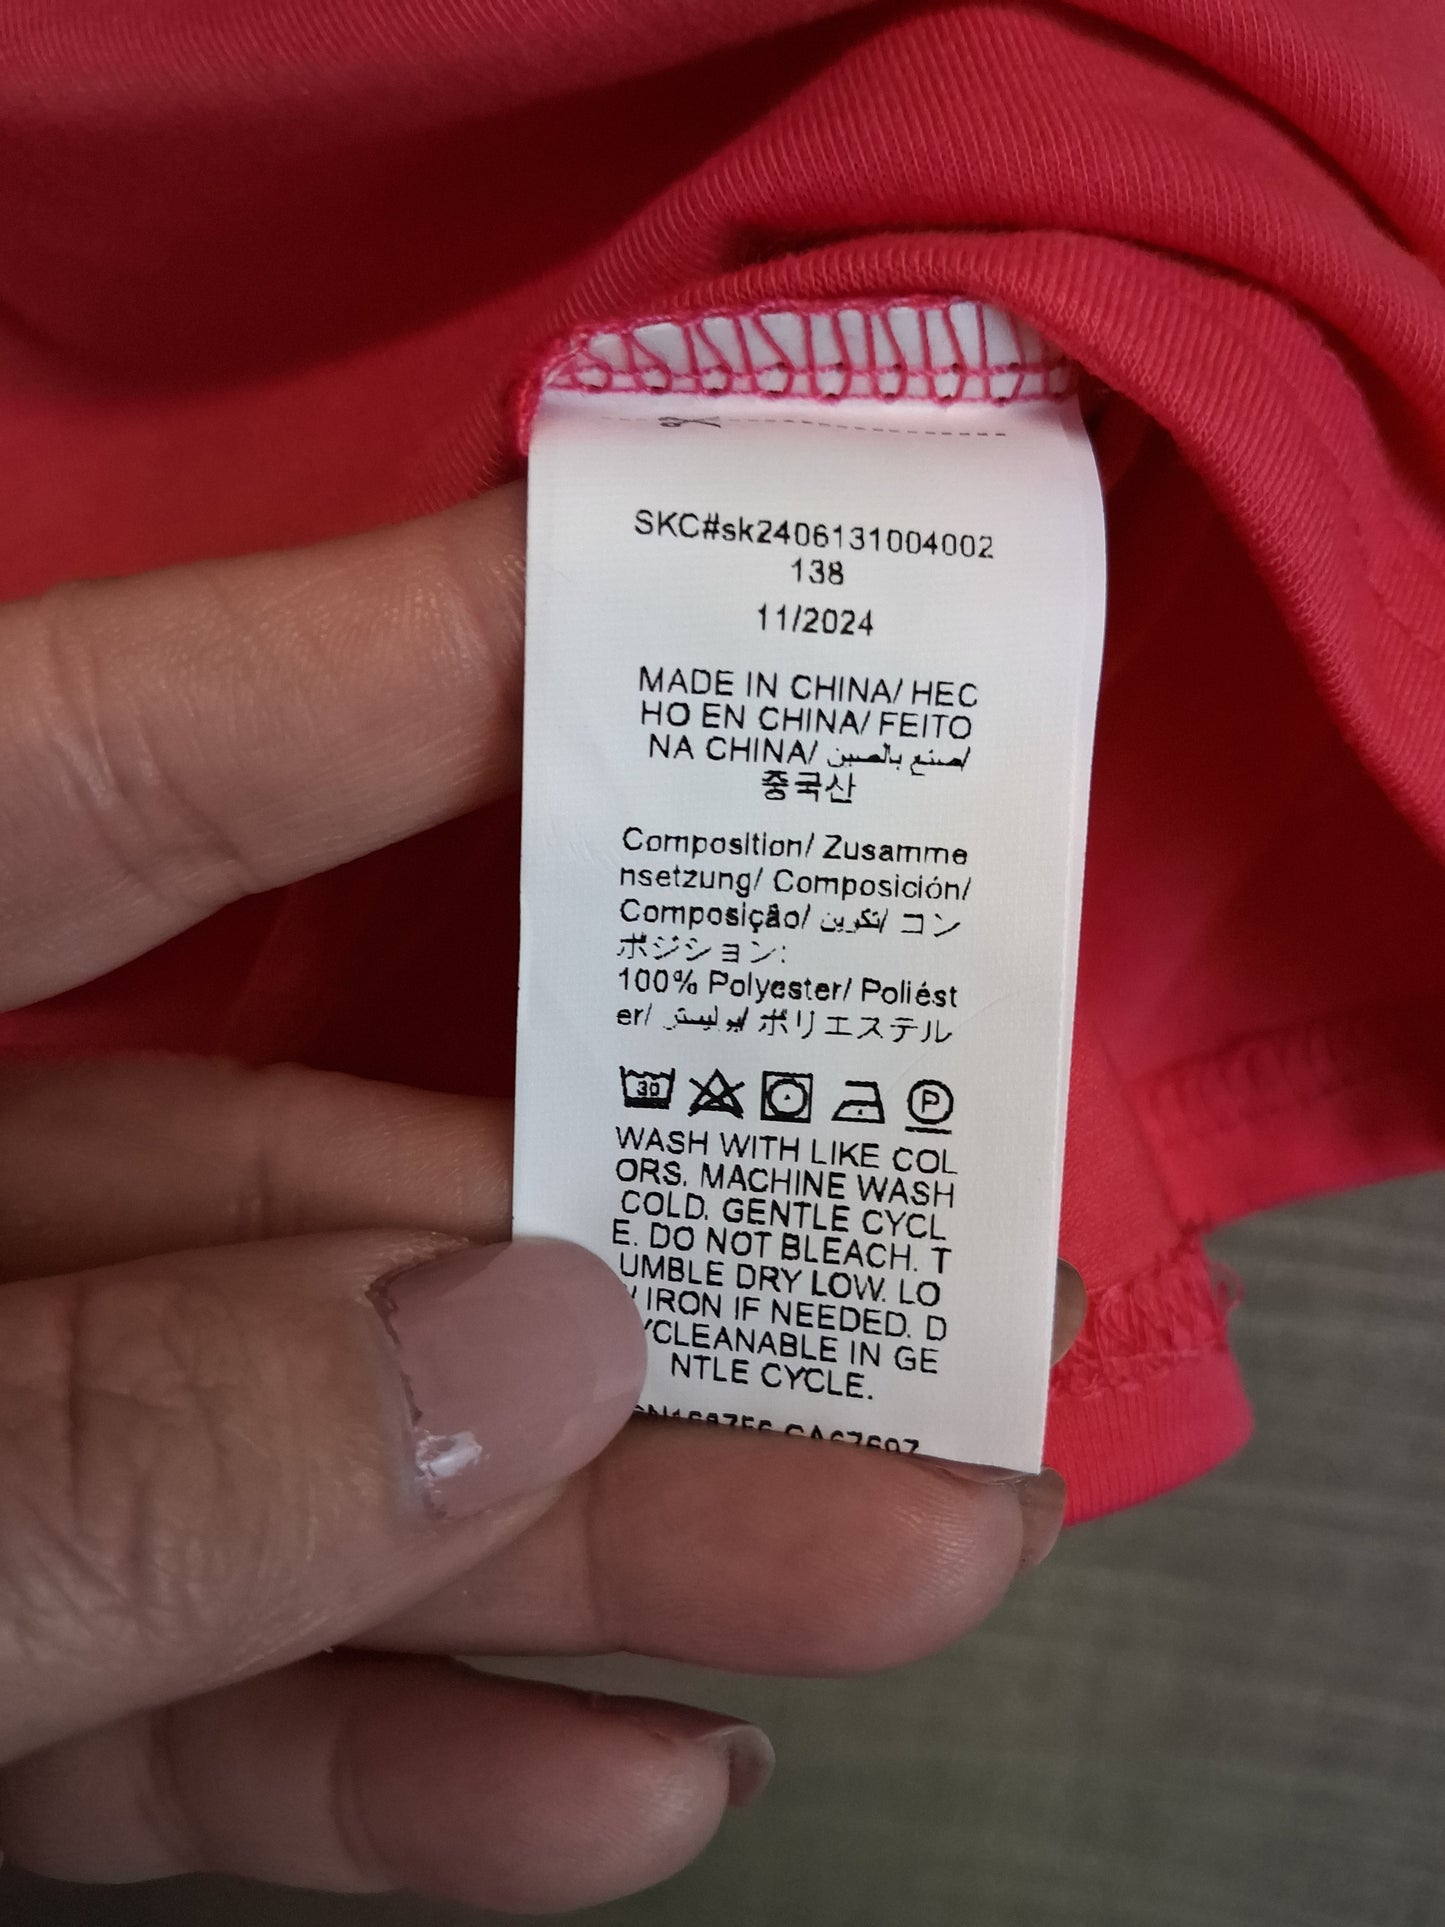 SKC#sk2406131004002
138
11/2024
MADE IN CHINA/ HEC
HO EN CHINA/ FEITO
NA CHINA/ صنع بالصين/
중국산
Composition/ Zusamme
nsetzung/ Composición/
Composição/ تكوين/ コン
ポジション:
100% Polyester/ Poliést
er/ بوليستر/ ポリエステル
30
P
WASH WITH LIKE COL
ORS. MACHINE WASH
COLD. GENTLE CYCL
E. DO NOT BLEACH. T
UMBLE DRY LOW. LO
IRON IF NEEDED. D
YCLEANABLE IN GE
NTLE CYCLE.